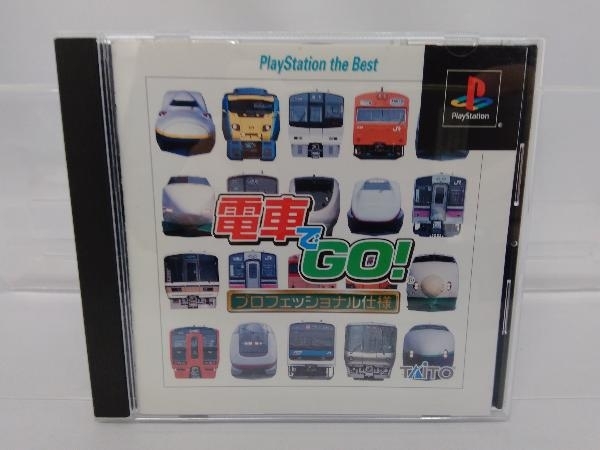 PlayStation the Best
PlayStation
電車でGO!
プロフェッショナル仕様
TAITO